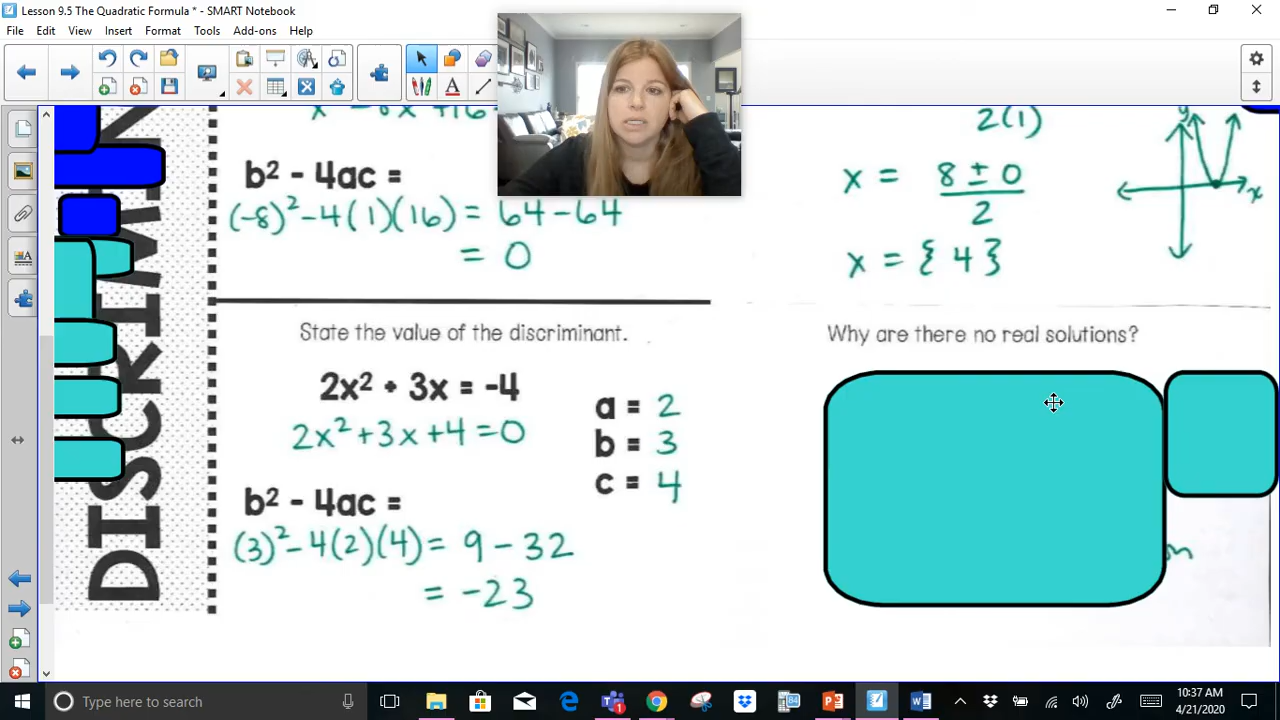 Lesson 9.5 The Quadratic Formula * - SMART Notebook
File Edit View Insert Format Tools Add-ons Help
DISCRIMIN
b² - 4ac =
(-8)² - 4(1)(16) = 64 - 64
= 0
2(1)
x = 8 ± 0
2
x = { 4 }
y
x
State the value of the discriminant.
2x² + 3x = -4
2x² + 3x + 4 = 0
a = 2
b = 3
c = 4
b² - 4ac =
(3)² - 4(2)(4) = 9 - 32
= -23
Why are there no real solutions?
Type here to search
10:37 AM
4/21/2020